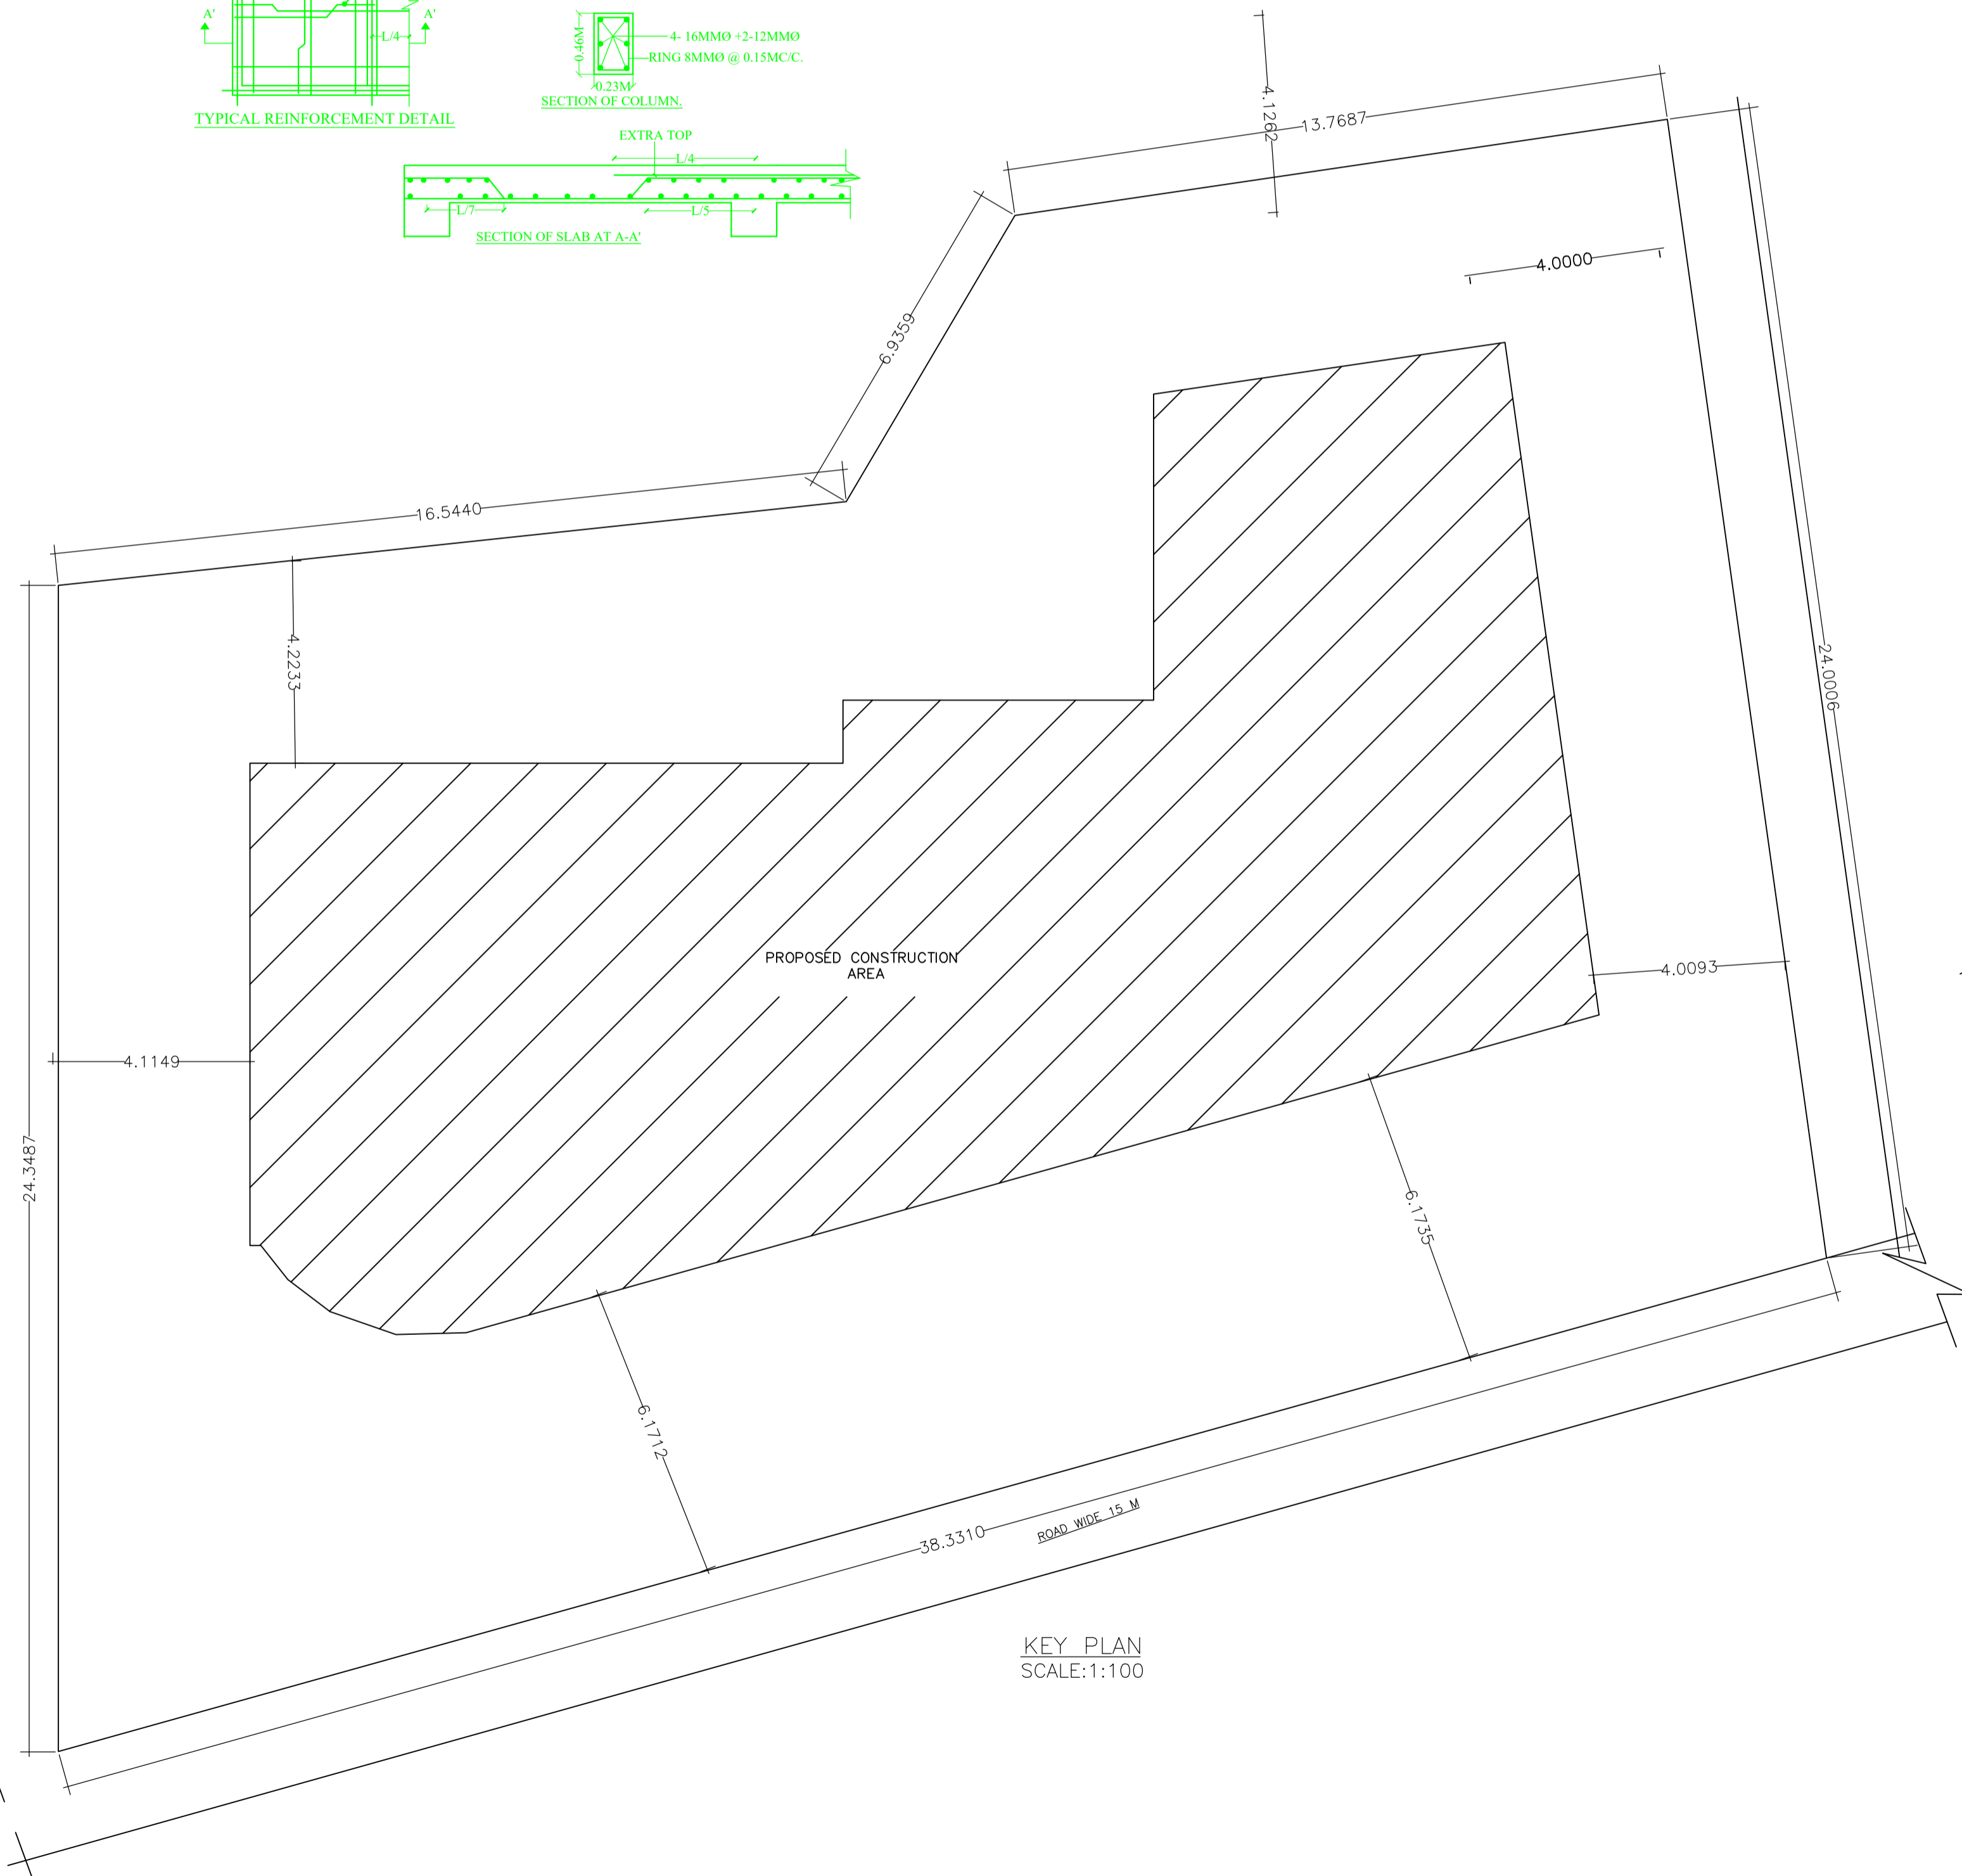 A'
A'
L/4
TYPICAL REINFORCEMENT DETAIL
0.46M
4- 16MMØ +2-12MMØ
RING 8MMØ @ 0.15MC/C.
0.23M
SECTION OF COLUMN.
EXTRA TOP
L/4
L/7
L/5
SECTION OF SLAB AT A-A'
4.1262
13.7687
4.0000
6.9359
16.5440
4.2233
24.0006
PROPOSED CONSTRUCTION
AREA
4.0093
4.1149
24.3487
6.1735
6.1712
38.3310
ROAD WIDE 15 M
KEY PLAN
SCALE:1:100